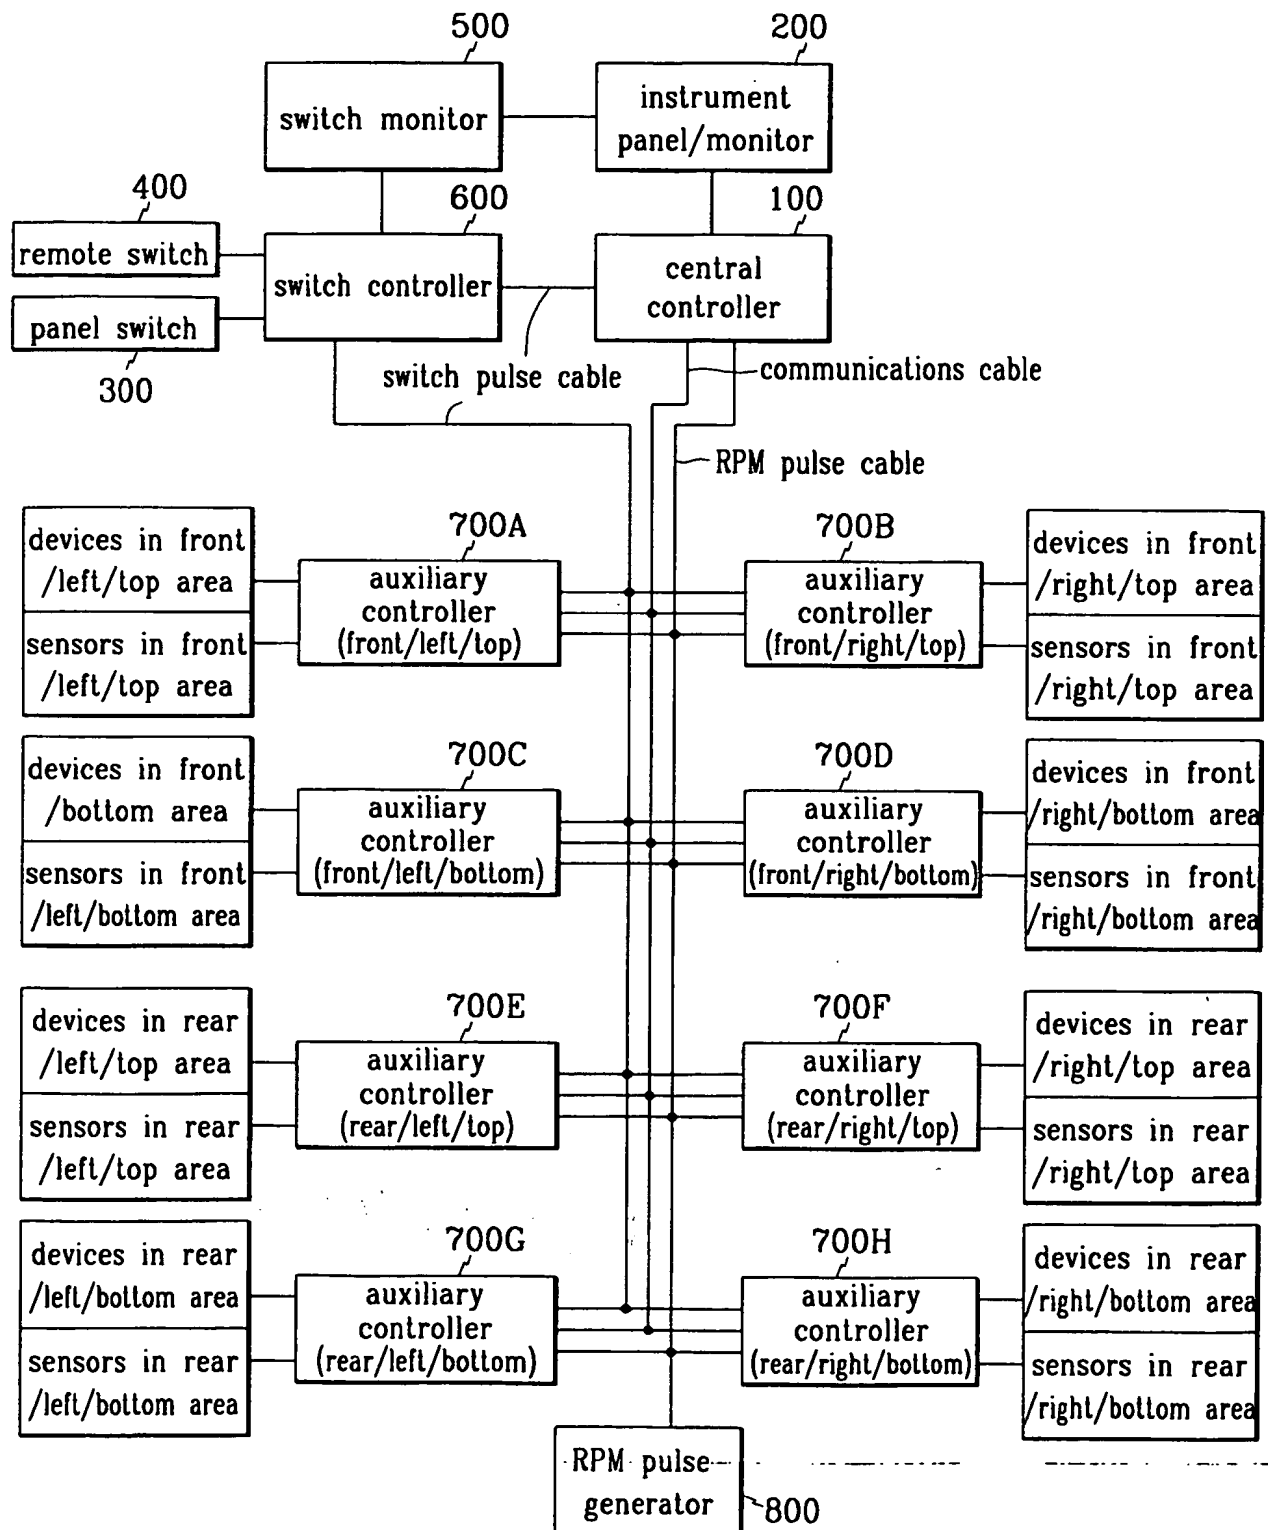 500
200
switch monitor
instrument
panel/monitor
400
600
100
remote switch
switch controller
central
controller
panel switch
300
switch pulse cable
communications cable
RPM pulse cable
700A
700B
devices in front
/left/top area
sensors in front
/left/top area
auxiliary
controller
(front/left/top)
auxiliary
controller
(front/right/top)
devices in front
/right/top area
sensors in front
/right/top area
700C
700D
devices in front
/bottom area
sensors in front
/left/bottom area
auxiliary
controller
(front/left/bottom)
auxiliary
controller
(front/right/bottom)
devices in front
/right/bottom area
sensors in front
/right/bottom area
700E
700F
devices in rear
/left/top area
sensors in rear
/left/top area
auxiliary
controller
(rear/left/top)
auxiliary
controller
(rear/right/top)
devices in rear
/right/top area
sensors in rear
/right/top area
700G
700H
devices in rear
/left/bottom area
sensors in rear
/left/bottom area
auxiliary
controller
(rear/left/bottom)
auxiliary
controller
(rear/right/bottom)
devices in rear
/right/bottom area
sensors in rear
/right/bottom area
RPM pulse
generator
800